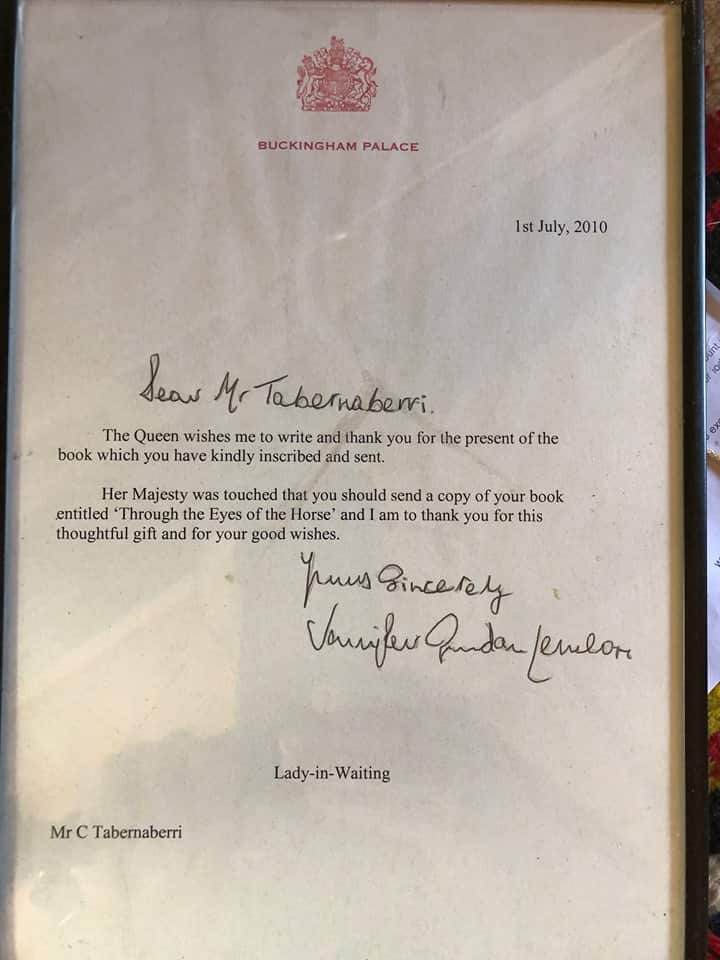 BUCKINGHAM PALACE
1st July, 2010
Dear Mr Tabernaberri.
The Queen wishes me to write and thank you for the present of the
book which you have kindly inscribed and sent.
Her Majesty was touched that you should send a copy of your book
entitled ‘Through the Eyes of the Horse’ and I am to thank you for this
thoughtful gift and for your good wishes.
Yours Sincerely
Jennifer Gordon Lennox
Lady-in-Waiting
Mr C Tabernaberri